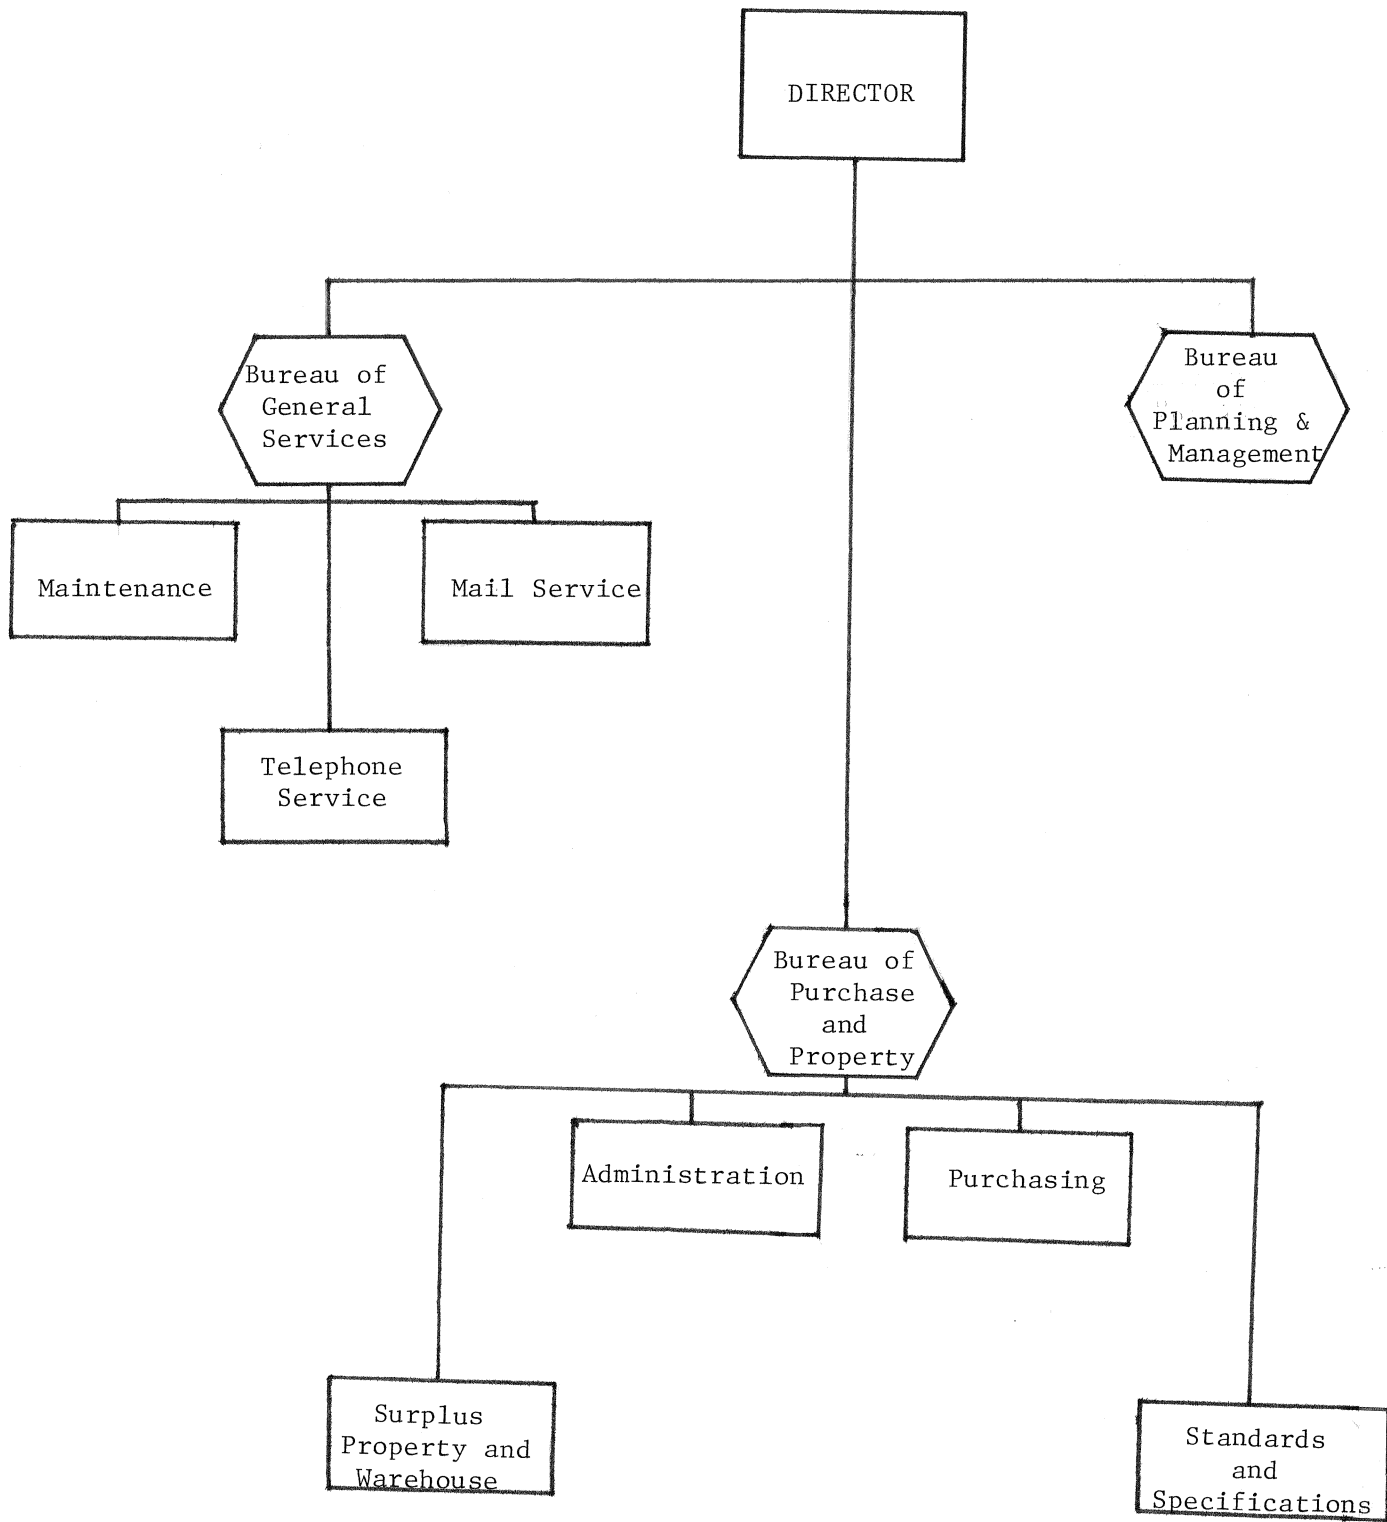 DIRECTOR
Bureau of
General
Services
Bureau
of
Planning &
Management
Maintenance
Mail Service
Telephone
Service
Bureau of
Purchase
and
Property
Administration
Purchasing
Surplus
Property and
Warehouse
Standards
and
Specifications